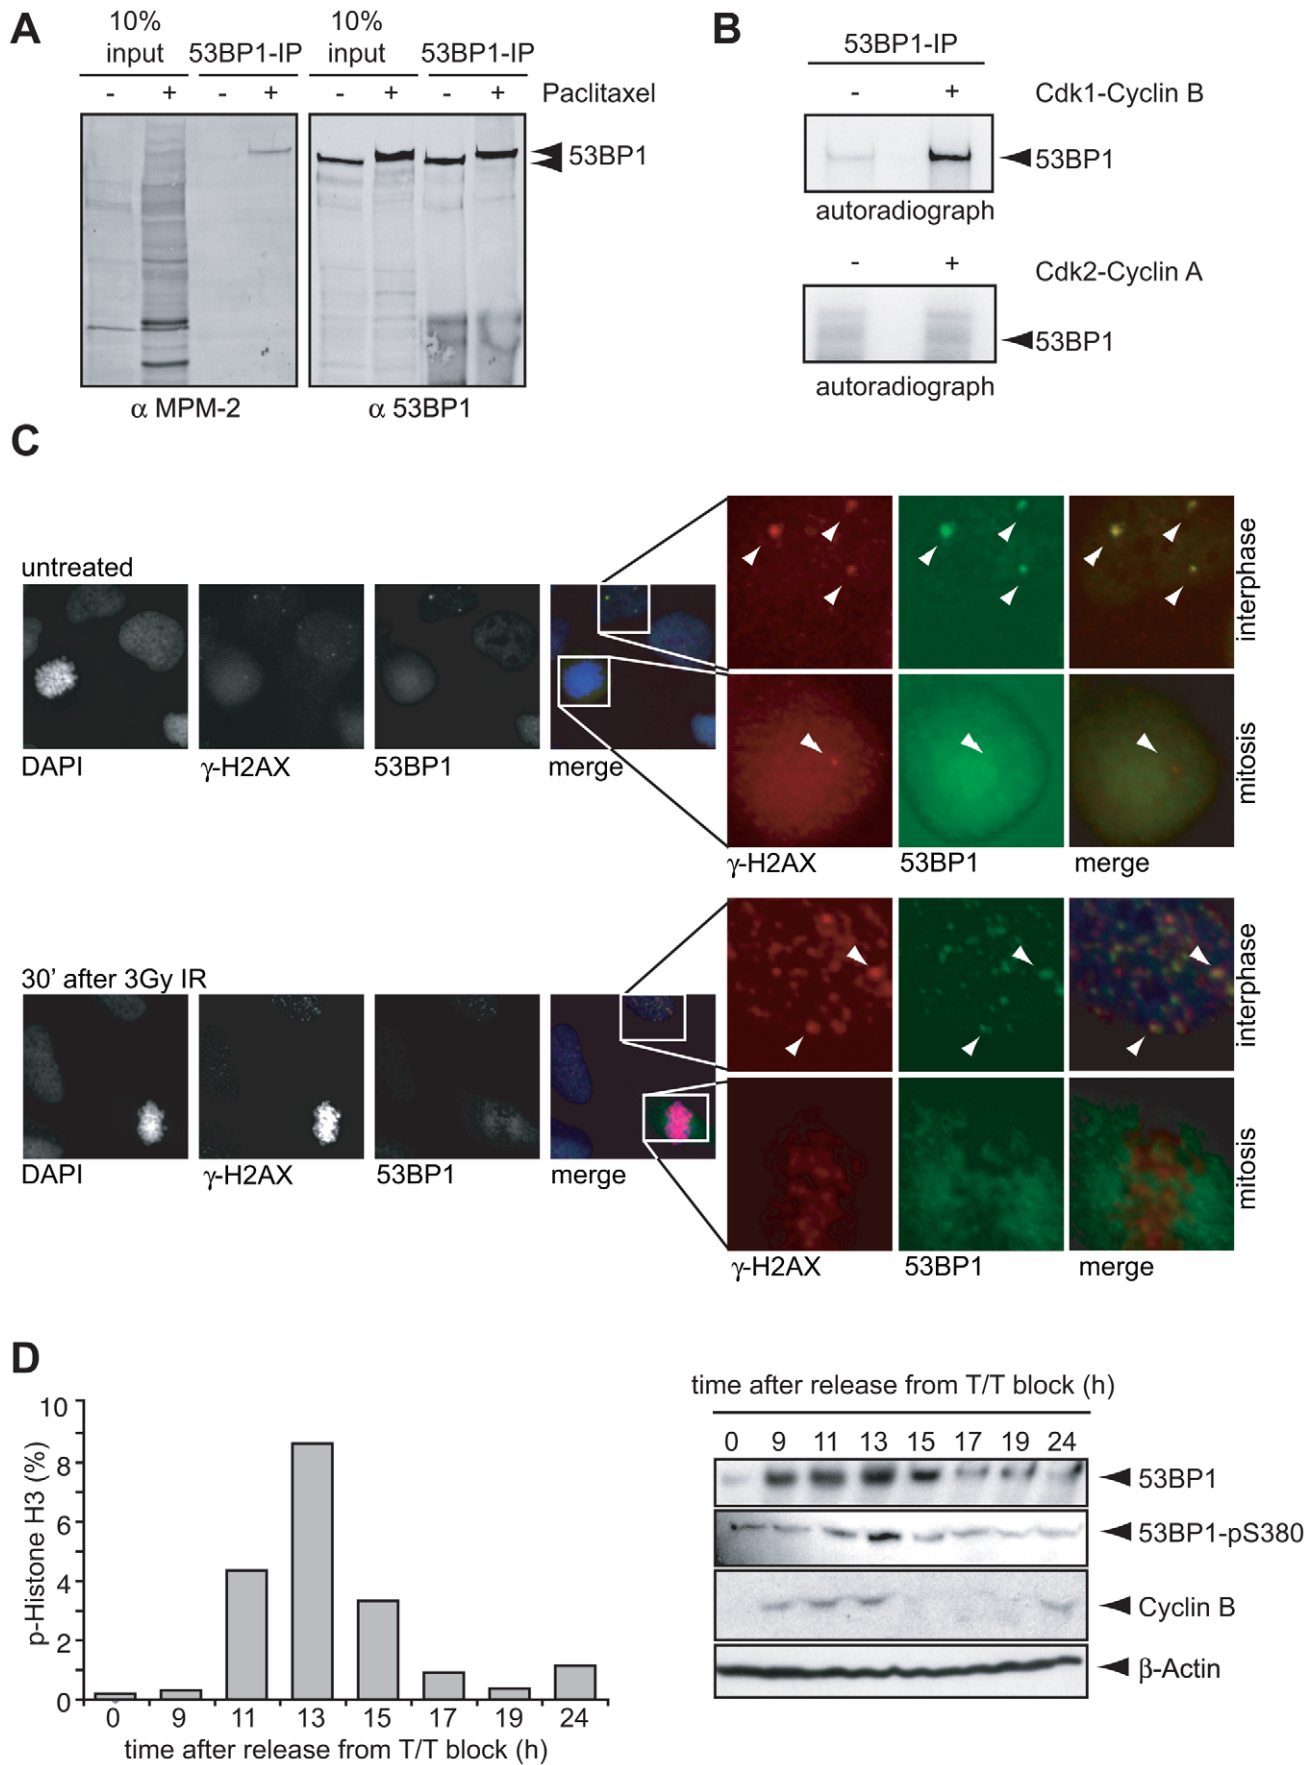 A
10% input
53BP1-IP
10% input
53BP1-IP
- + - + - + - + Paclitaxel
53BP1
α MPM-2
α 53BP1
B
53BP1-IP
- + Cdk1-Cyclin B
53BP1
autoradiograph
- + Cdk2-Cyclin A
53BP1
autoradiograph
C
untreated
DAPI
γ-H2AX
53BP1
merge
interphase
mitosis
γ-H2AX
53BP1
merge
30' after 3Gy IR
DAPI
γ-H2AX
53BP1
merge
interphase
mitosis
γ-H2AX
53BP1
merge
D
p-Histone H3 (%)
10
8
6
4
2
0
0 9 11 13 15 17 19 24
time after release from T/T block (h)
time after release from T/T block (h)
0 9 11 13 15 17 19 24
53BP1
53BP1-pS380
Cyclin B
β-Actin